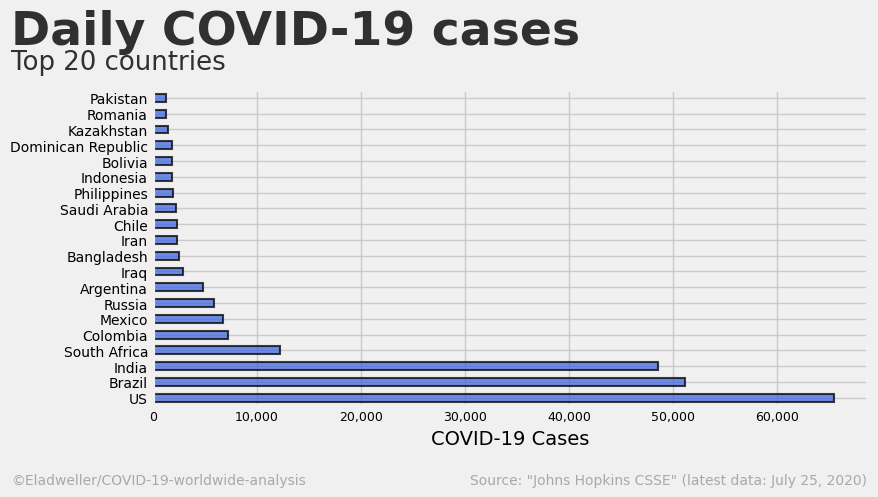 Daily COVID-19 cases
Top 20 countries
Pakistan
Romania
Kazakhstan
Dominican Republic
Bolivia
Indonesia
Philippines
Saudi Arabia
Chile
Iran
Bangladesh
Iraq
Argentina
Russia
Mexico
Colombia
South Africa
India
Brazil
US
0 10,000 20,000 30,000 40,000 50,000 60,000
COVID-19 Cases
©Eladweller/COVID-19-worldwide-analysis Source: "Johns Hopkins CSSE" (latest data: July 25, 2020)